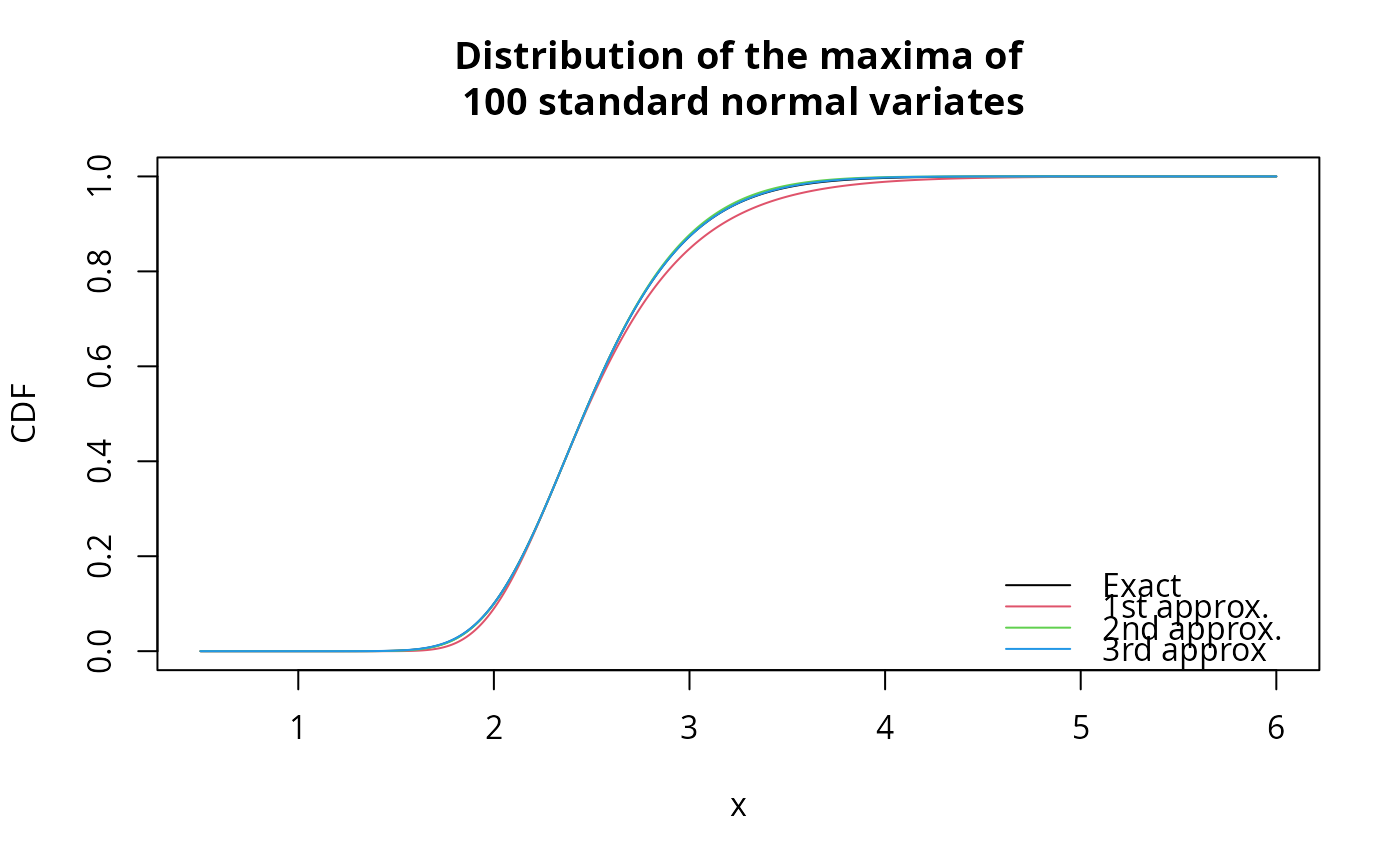 Distribution of the maxima of
100 standard normal variates
CDF
1.0
0.8
0.6
0.4
0.2
0.0
Exact
1st approx.
2nd approx.
3rd approx
1 2 3 4 5 6
x